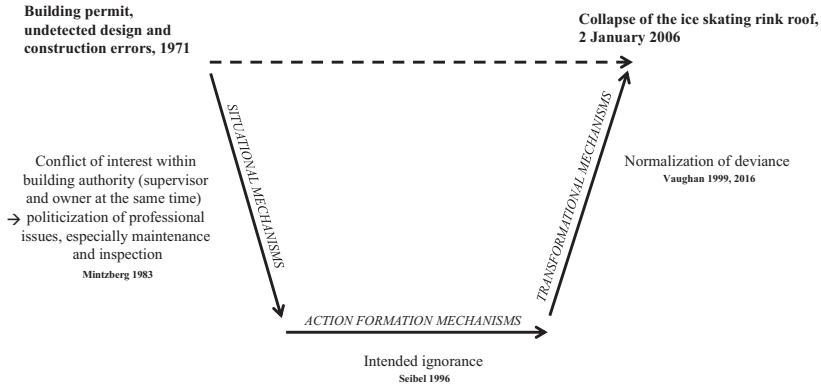 Building permit,
undetected design and
construction errors, 1971
Collapse of the ice skating rink roof,
2 January 2006
SITUATIONAL MECHANISMS
TRANSFORMATIONAL MECHANISMS
Conflict of interest within
building authority (supervisor
and owner at the same time)
→ politicization of professional
issues, especially maintenance
and inspection
Mintzberg 1983
Normalization of deviance
Vaughan 1999, 2016
ACTION FORMATION MECHANISMS
Intended ignorance
Seibel 1996